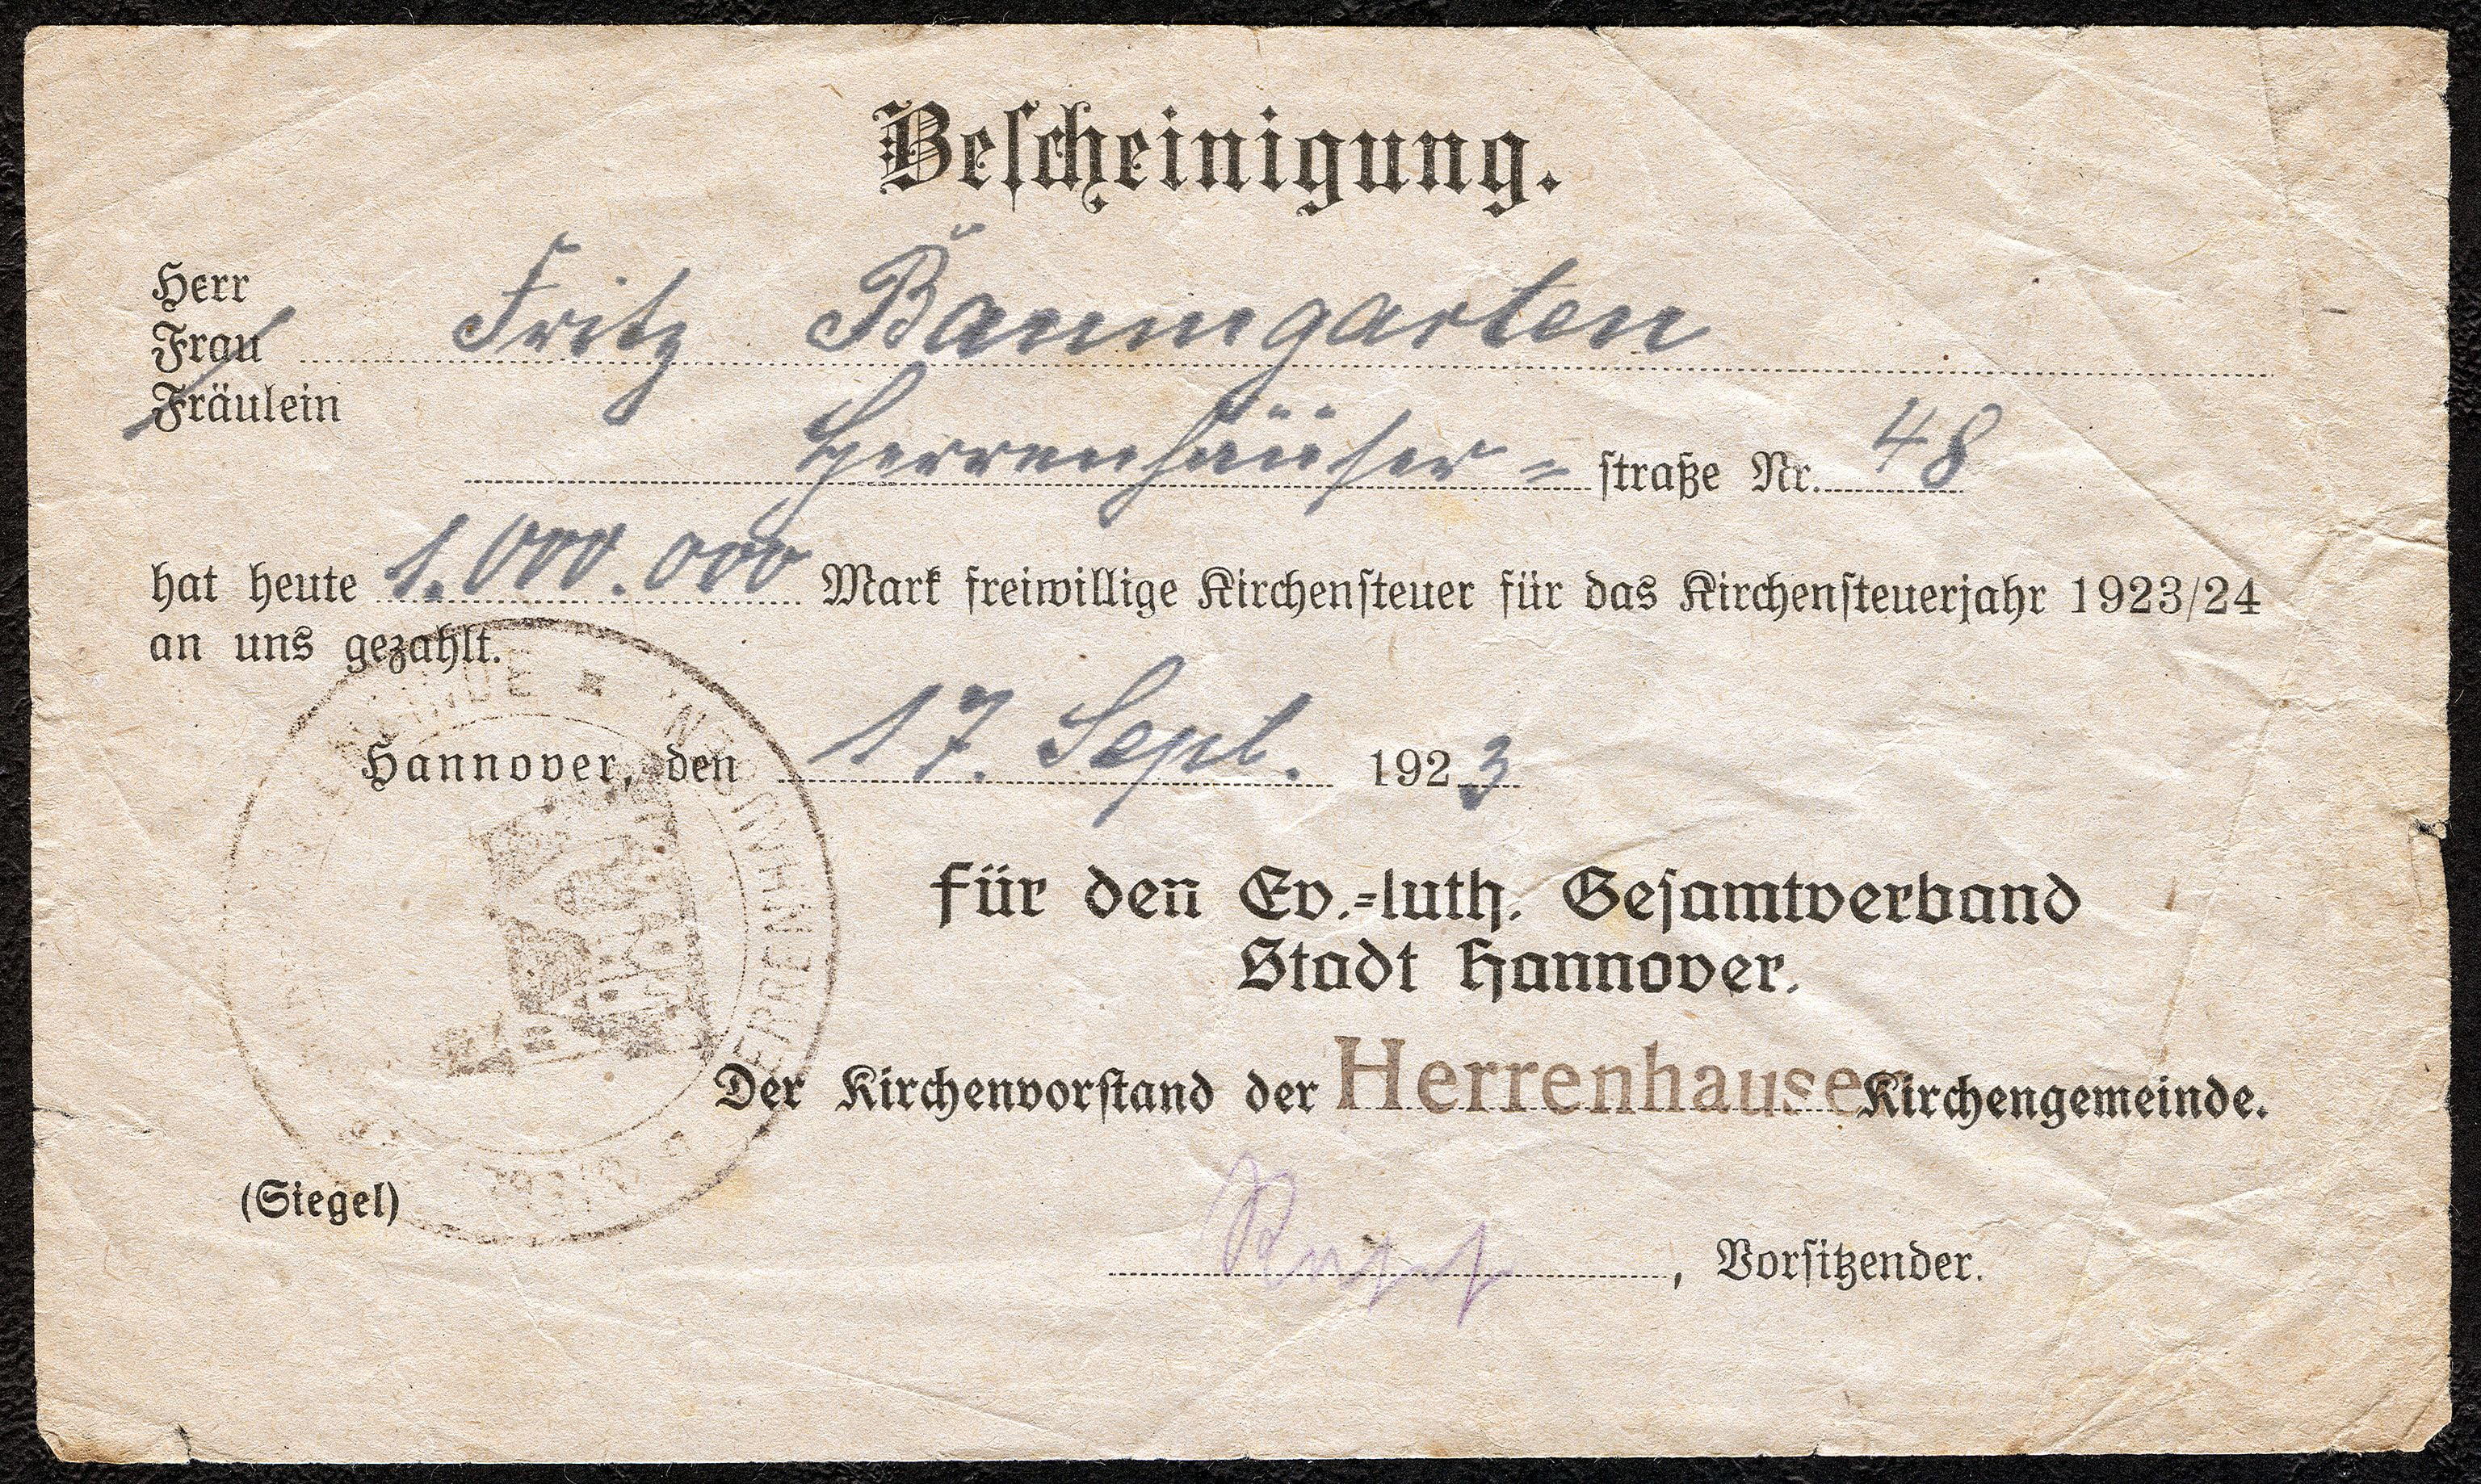 Bescheinigung.
Herr
Frau Fritz Baumgarten
Fräulein
Herrenhäuser = straße Nr. 48
hat heute 1.000.000 Mark freiwillige Kirchensteuer für das Kirchensteuerjahr 1923/24
an uns gezahlt.
Hannover, den 17. Sept. 1923
Für den Ev.-luth. Gesamtverband
Stadt Hannover.
Der Kirchenvorstand der Herrenhauser Kirchengemeinde.
(Siegel)
, Vorsitzender.